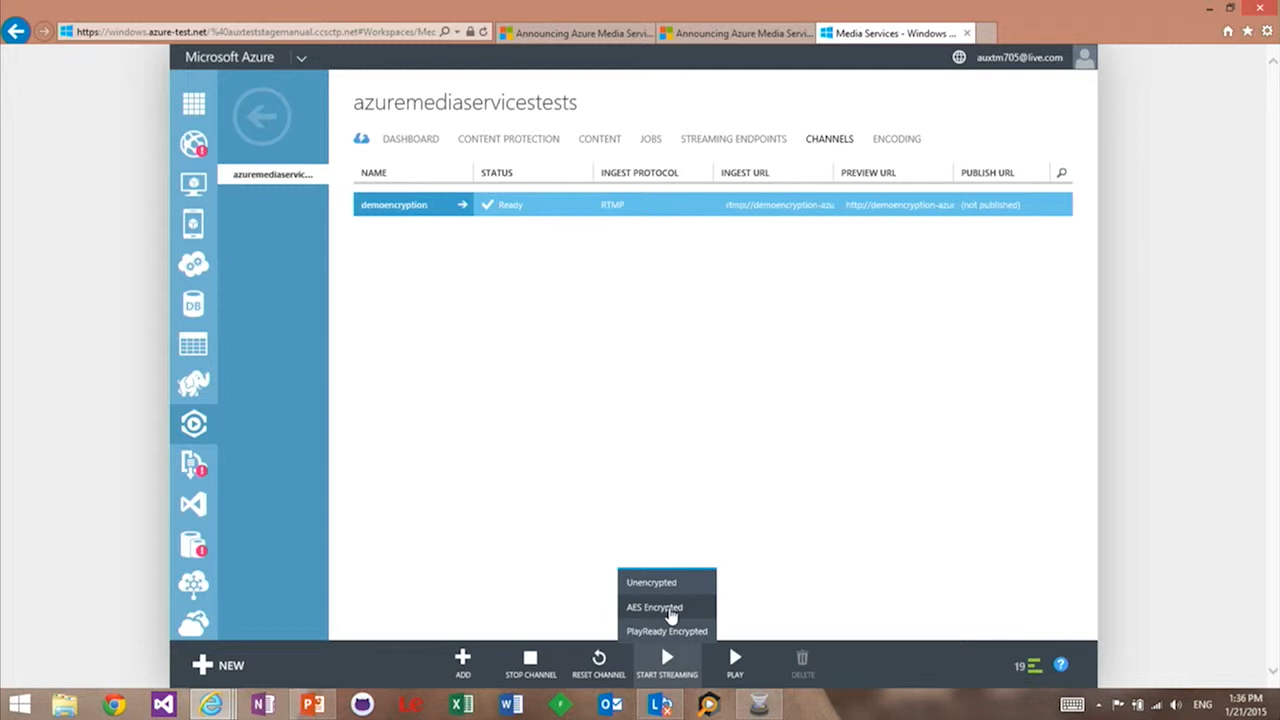 https://windows.azure-test.net/%40auxteststagemanual.ccsctp.net#Workspaces/Mec
Announcing Azure Media Servi...
Announcing Azure Media Servi...
Media Services - Windows ...
Microsoft Azure
auxtm705@live.com
azuremediaservicestests
DASHBOARD CONTENT PROTECTION CONTENT JOBS STREAMING ENDPOINTS CHANNELS ENCODING
azuremediaservic...
NAME STATUS INGEST PROTOCOL INGEST URL PREVIEW URL PUBLISH URL
demoencryption Ready RTMP rtmp://demoencryption-azu http://demoencryption-azu (not published)
DB
Unencrypted
AES Encrypted
PlayReady Encrypted
NEW
ADD STOP CHANNEL RESET CHANNEL START STREAMING PLAY DELETE
19
ENG
1:36 PM
1/21/2015